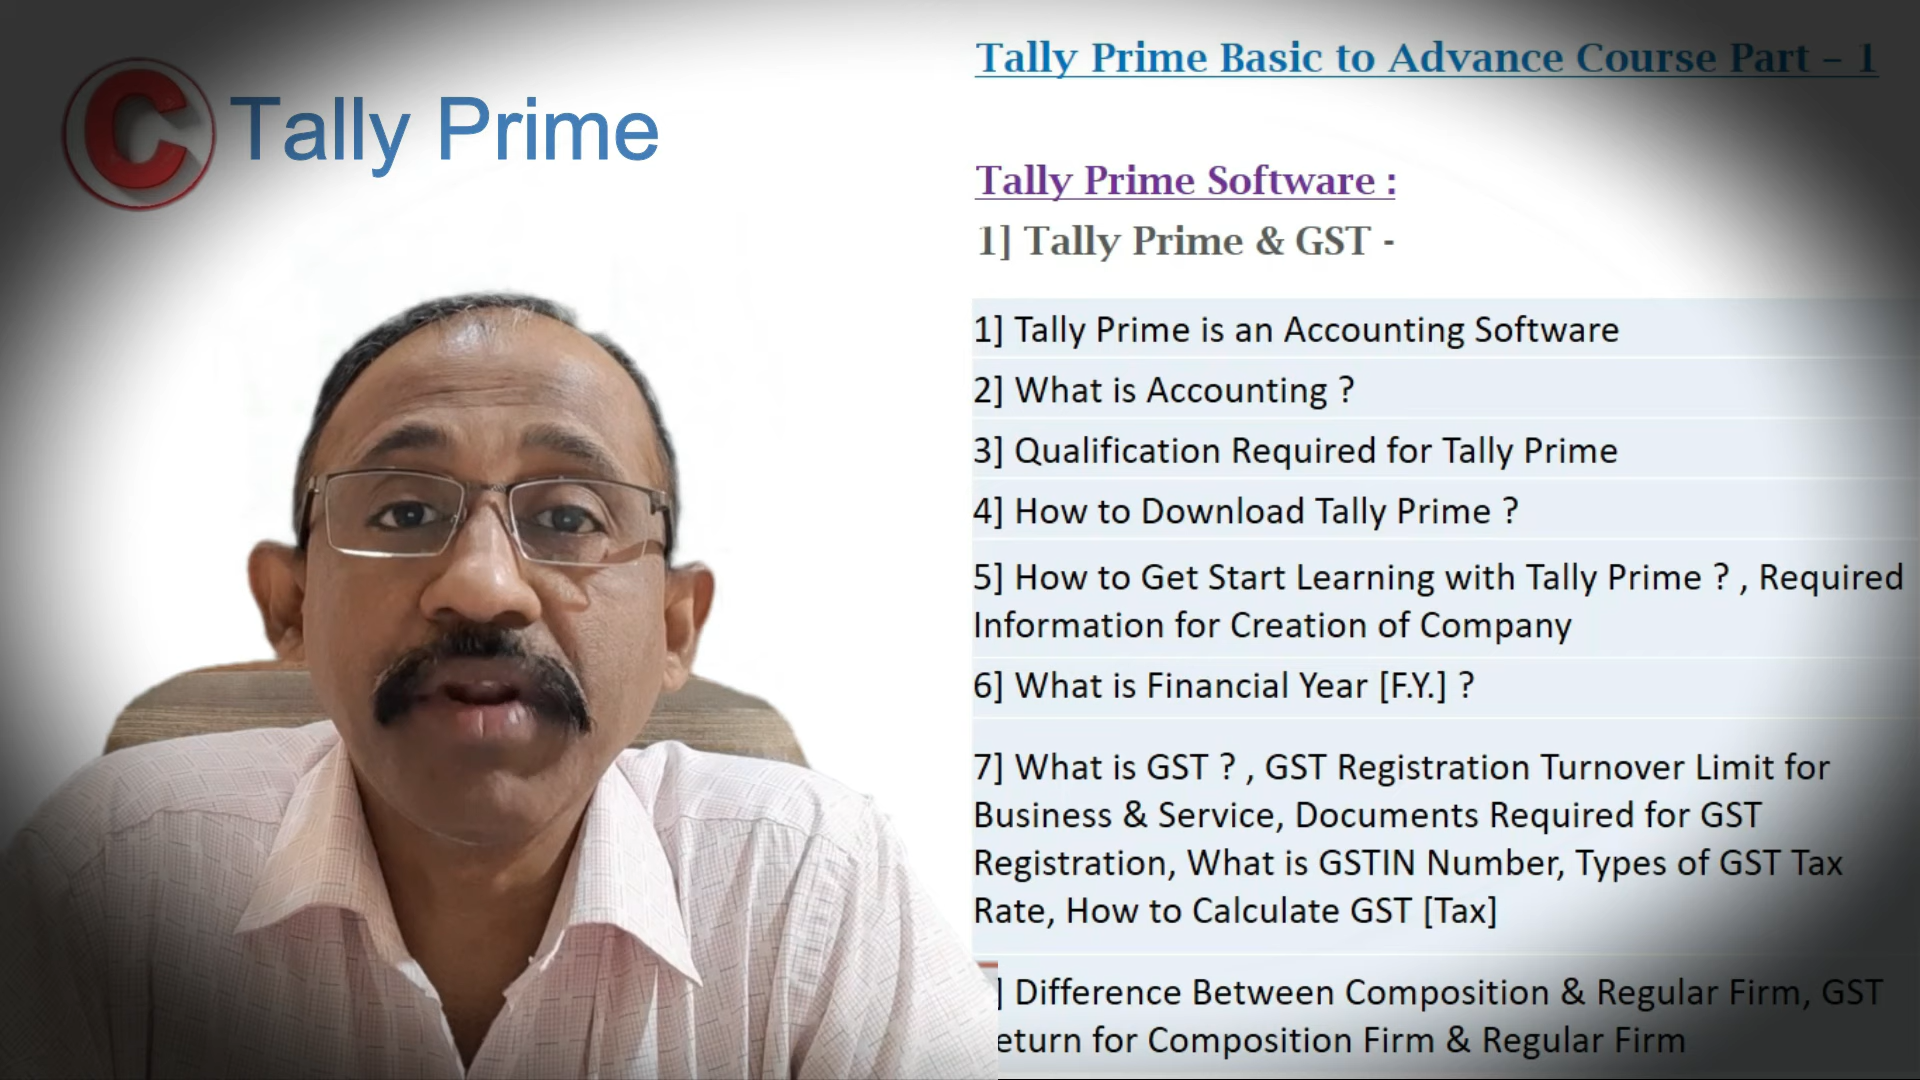 C Tally Prime
Tally Prime Basic to Advance Course Part – 1
Tally Prime Software :
1] Tally Prime & GST -
1] Tally Prime is an Accounting Software
2] What is Accounting ?
3] Qualification Required for Tally Prime
4] How to Download Tally Prime ?
5] How to Get Start Learning with Tally Prime ? , Required
Information for Creation of Company
6] What is Financial Year [F.Y.] ?
7] What is GST ? , GST Registration Turnover Limit for
Business & Service, Documents Required for GST
Registration, What is GSTIN Number, Types of GST Tax
Rate, How to Calculate GST [Tax]
] Difference Between Composition & Regular Firm, GST
eturn for Composition Firm & Regular Firm